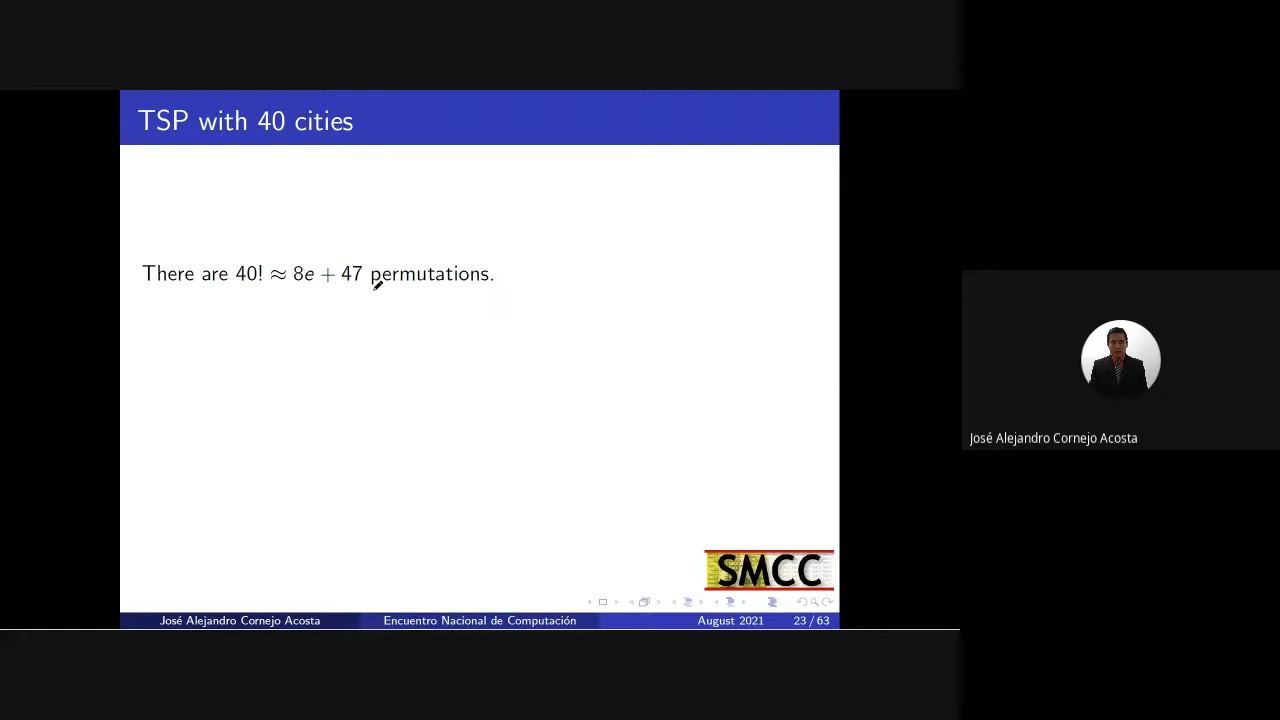 TSP with 40 cities
There are 40! ≈ 8e + 47 permutations.
José Alejandro Cornejo Acosta
SMCC
José Alejandro Cornejo Acosta Encuentro Nacional de Computación August 2021 23 / 63